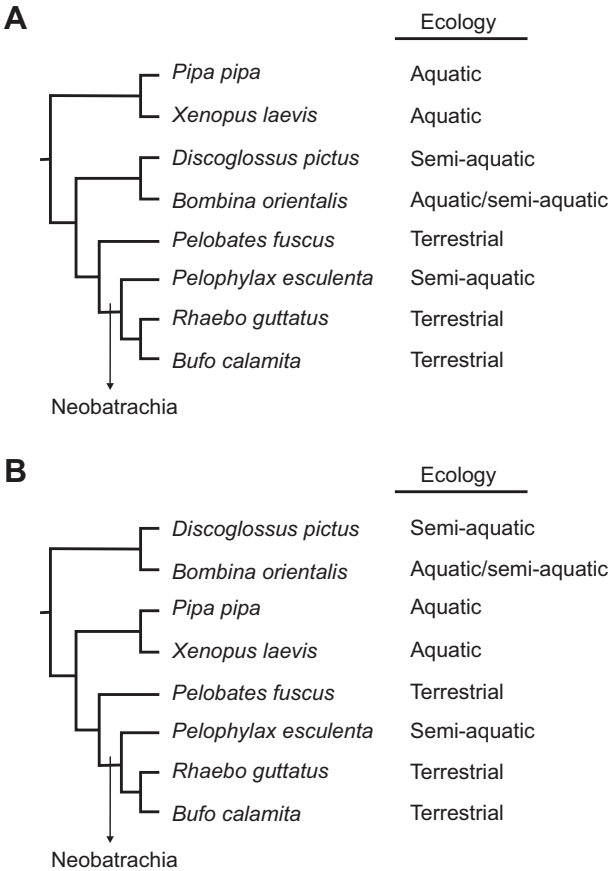 A
Ecology
Pipa pipa Aquatic
Xenopus laevis Aquatic
Discoglossus pictus Semi-aquatic
Bombina orientalis Aquatic/semi-aquatic
Pelobates fuscus Terrestrial
Pelophylax esculenta Semi-aquatic
Rhaebo guttatus Terrestrial
Bufo calamita Terrestrial
Neobatrachia
B
Ecology
Discoglossus pictus Semi-aquatic
Bombina orientalis Aquatic/semi-aquatic
Pipa pipa Aquatic
Xenopus laevis Aquatic
Pelobates fuscus Terrestrial
Pelophylax esculenta Semi-aquatic
Rhaebo guttatus Terrestrial
Bufo calamita Terrestrial
Neobatrachia